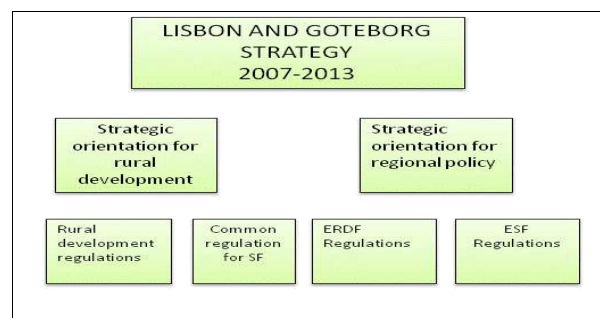 LISBON AND GOTEBORG
STRATEGY
2007-2013
Strategic
orientation for
rural
development
Strategic
orientation for
regional policy
Rural
development
regulations
Common
regulation
for SF
ERDF
Regulations
ESF
Regulations